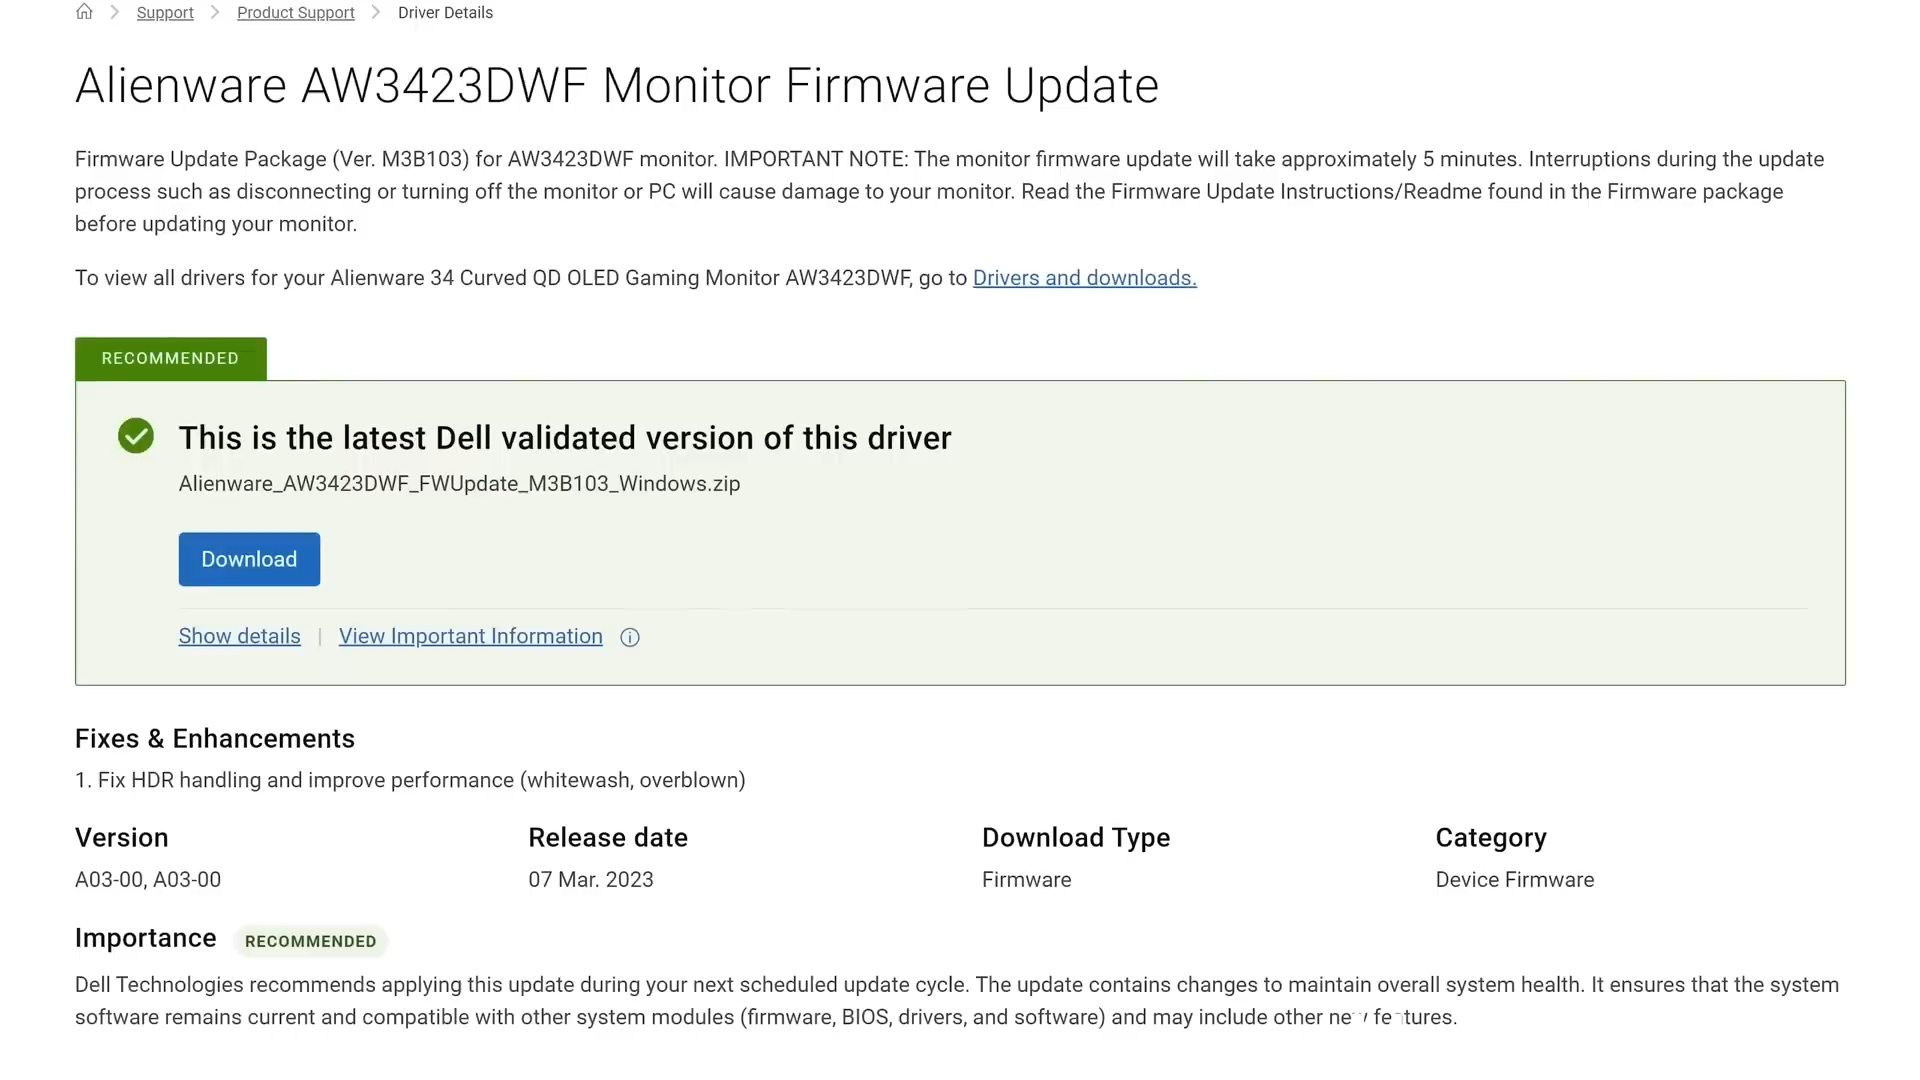 Support Product Support Driver Details
Alienware AW3423DWF Monitor Firmware Update
Firmware Update Package (Ver. M3B103) for AW3423DWF monitor. IMPORTANT NOTE: The monitor firmware update will take approximately 5 minutes. Interruptions during the update
process such as disconnecting or turning off the monitor or PC will cause damage to your monitor. Read the Firmware Update Instructions/Readme found in the Firmware package
before updating your monitor.
To view all drivers for your Alienware 34 Curved QD OLED Gaming Monitor AW3423DWF, go to Drivers and downloads.
RECOMMENDED
This is the latest Dell validated version of this driver
Alienware_AW3423DWF_FWUpdate_M3B103_Windows.zip
Download
Show details | View Important Information
Fixes & Enhancements
1. Fix HDR handling and improve performance (whitewash, overblown)
Version Release date Download Type Category
A03-00, A03-00 07 Mar. 2023 Firmware Device Firmware
Importance RECOMMENDED
Dell Technologies recommends applying this update during your next scheduled update cycle. The update contains changes to maintain overall system health. It ensures that the system
software remains current and compatible with other system modules (firmware, BIOS, drivers, and software) and may include other new features.